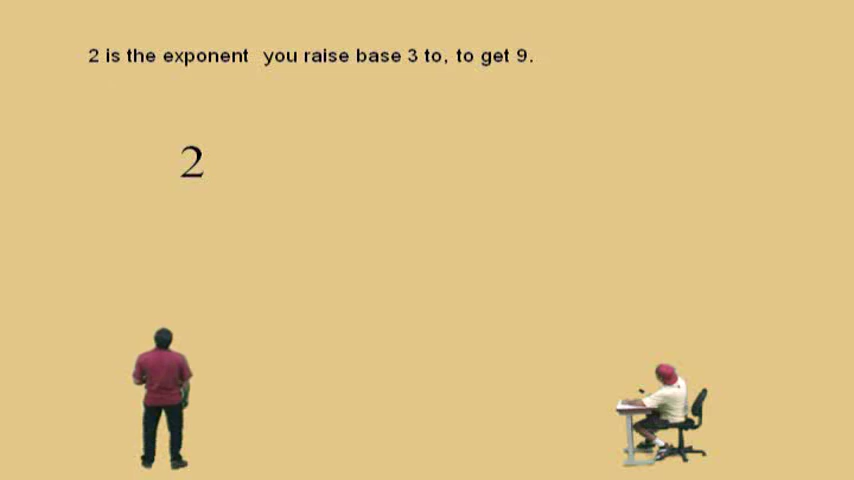 2 is the exponent you raise base 3 to, to get 9.
2